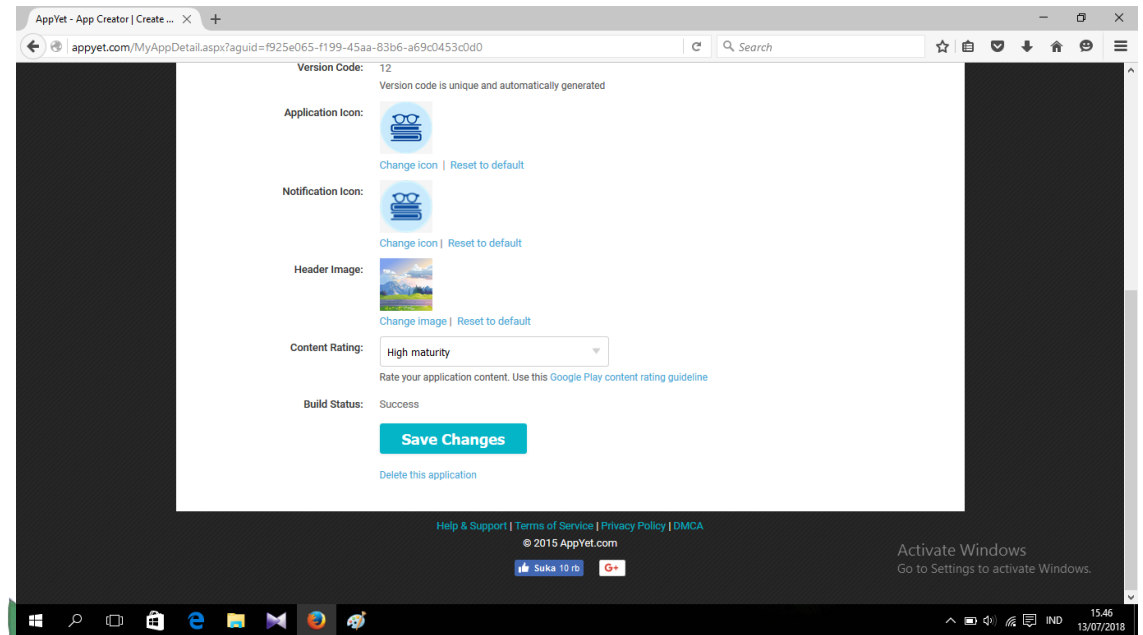 AppYet - App Creator | Create ...
appyet.com/MyAppDetail.aspx?aguid=f925e065-f199-45aa-83b6-a69c0453c0d0
Search
Version Code: 12
Version code is unique and automatically generated
Application Icon:
Change icon | Reset to default
Notification Icon:
Change icon | Reset to default
Header Image:
Change image | Reset to default
Content Rating: High maturity
Rate your application content. Use this Google Play content rating guideline
Build Status: Success
Save Changes
Delete this application
Help & Support | Terms of Service | Privacy Policy | DMCA
© 2015 AppYet.com
Suka 10 rb G+
Activate Windows
Go to Settings to activate Windows.
IND 15.46
13/07/2018